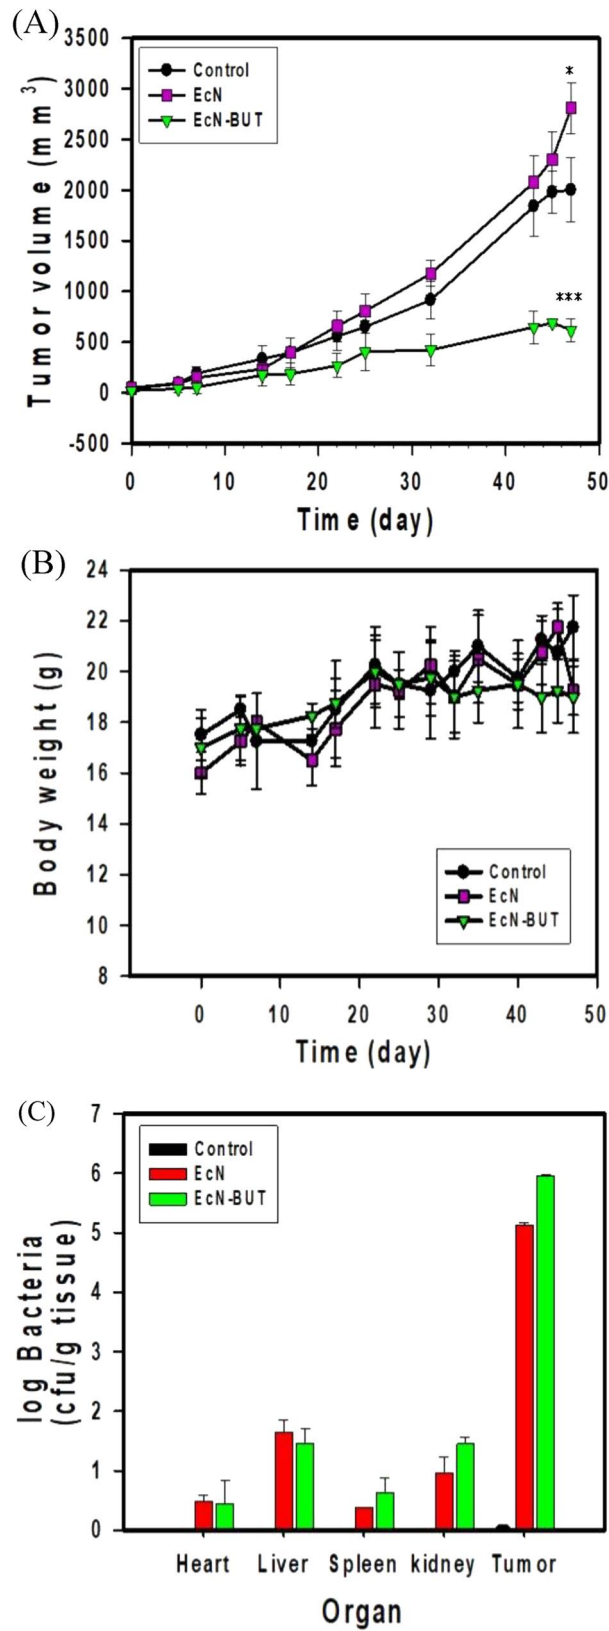 (A)
3500
3000
2500
2000
1500
1000
500
0
-500
Tumor volume (mm³)
Control
EcN
EcN-BUT
*
***
0 10 20 30 40 50
Time (day)
(B)
24
22
20
18
16
14
12
10
8
Body weight (g)
Control
EcN
EcN-BUT
0 10 20 30 40 50
Time (day)
(C)
7
6
5
4
3
2
1
0
log Bacteria
(cfu/g tissue)
Control
EcN
EcN-BUT
Heart Liver Spleen kidney Tumor
Organ